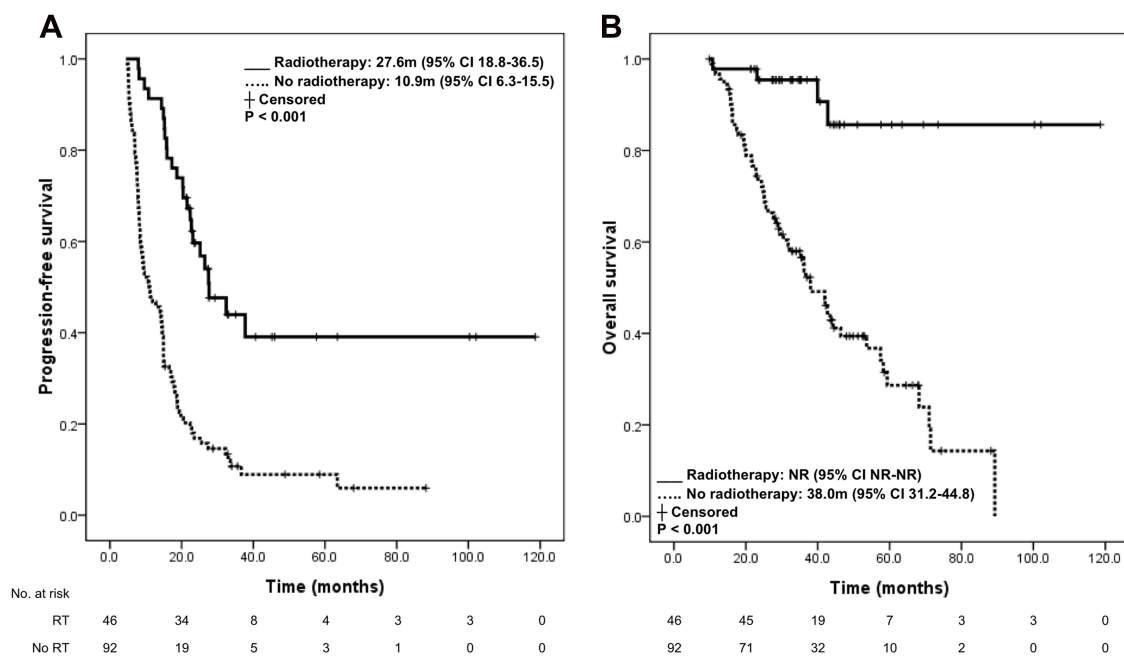 A
___ Radiotherapy: 27.6m (95% CI 18.8-36.5)
..... No radiotherapy: 10.9m (95% CI 6.3-15.5)
┼ Censored
P < 0.001
Progression-free survival
1.0
0.8
0.6
0.4
0.2
0.0
0.0 20.0 40.0 60.0 80.0 100.0 120.0
Time (months)
B
Overall survival
1.0
0.8
0.6
0.4
0.2
0.0
___ Radiotherapy: NR (95% CI NR-NR)
..... No radiotherapy: 38.0m (95% CI 31.2-44.8)
┼ Censored
P < 0.001
0.0 20.0 40.0 60.0 80.0 100.0 120.0
Time (months)
No. at risk
RT 46 34 8 4 3 3 0 46 45 19 7 3 3 0
No RT 92 19 5 3 1 0 0 92 71 32 10 2 0 0